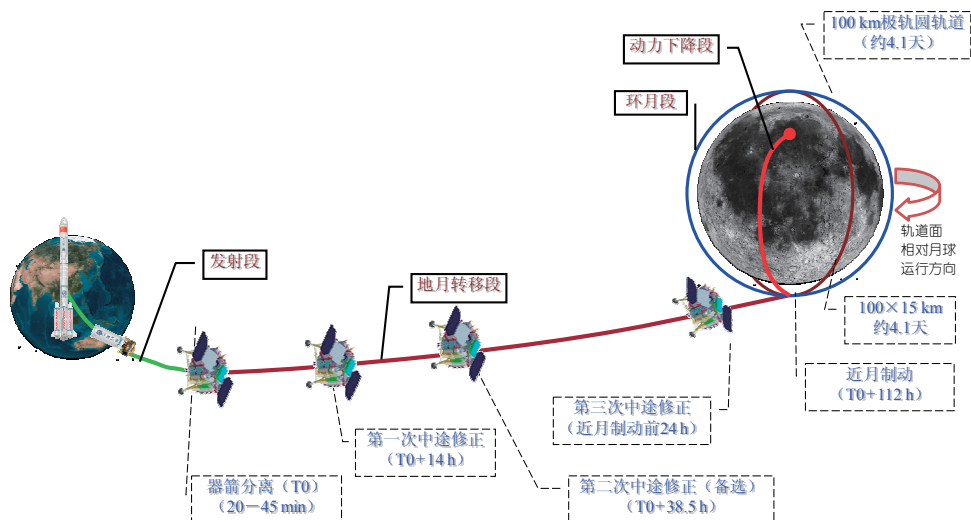 100 km极轨圆轨道
（约4.1天）
动力下降段
环月段
轨道面
相对月球
运行方向
发射段
地月转移段
100×15 km
约4.1天
近月制动
（T0+112 h）
第三次中途修正
（近月制动前24 h）
第一次中途修正
（T0+14 h）
器箭分离（T0）
（20－45 min）
第二次中途修正（备选）
（T0+38.5 h）